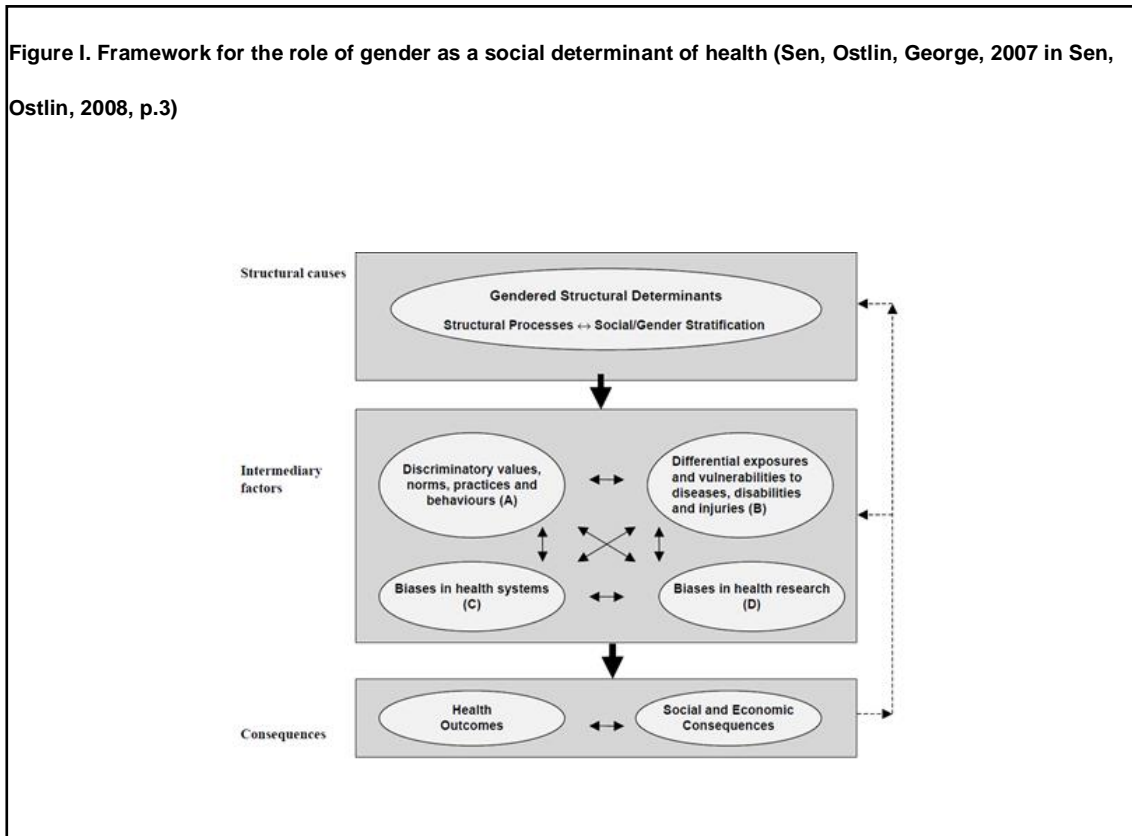 Figure I. Framework for the role of gender as a social determinant of health (Sen, Ostlin, George, 2007 in Sen,
Ostlin, 2008, p.3)
Structural causes
Gendered Structural Determinants
Structural Processes ↔ Social/Gender Stratification
Intermediary
factors
Discriminatory values,
norms, practices and
behaviours (A)
Differential exposures
and vulnerabilities to
diseases, disabilities
and injuries (B)
Biases in health systems
(C)
Biases in health research
(D)
Consequences
Health
Outcomes
Social and Economic
Consequences